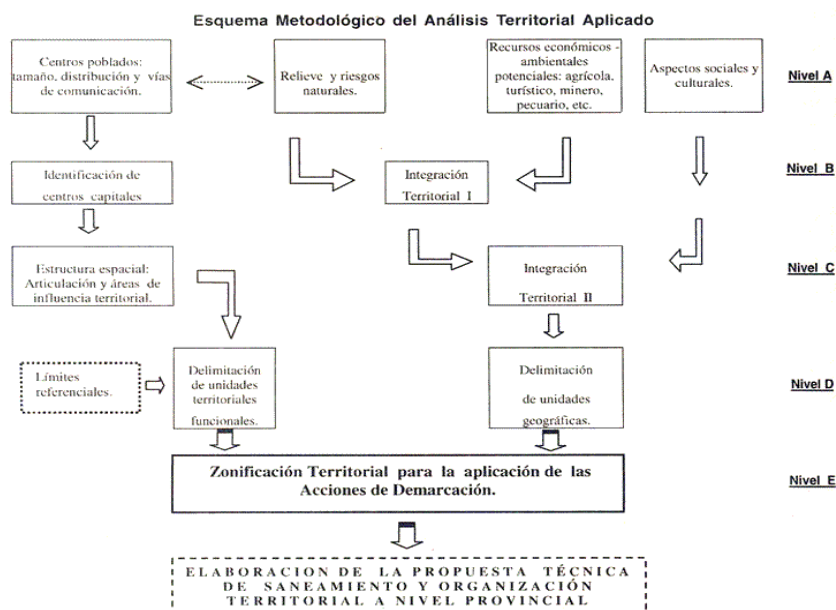 Esquema Metodológico del Análisis Territorial Aplicado
Centros poblados:
tamaño, distribución y vías
de comunicación.
Relieve y riesgos
naturales.
Recursos económicos -
ambientales
potenciales: agrícola,
turístico, minero,
pecuario, etc.
Aspectos sociales y
culturales.
Nivel A
Identificación de
centros capitales
Integración
Territorial I
Nivel B
Estructura espacial:
Articulación y áreas de
influencia territorial.
Integración
Territorial II
Nivel C
Límites
referenciales.
Delimitación
de unidades
territoriales
funcionales.
Delimitación
de unidades
geográficas.
Nivel D
Zonificación Territorial para la aplicación de las
Acciones de Demarcación.
Nivel E
ELABORACION DE LA PROPUESTA TÉCNICA
DE SANEAMIENTO Y ORGANIZACIÓN
TERRITORIAL A NIVEL PROVINCIAL